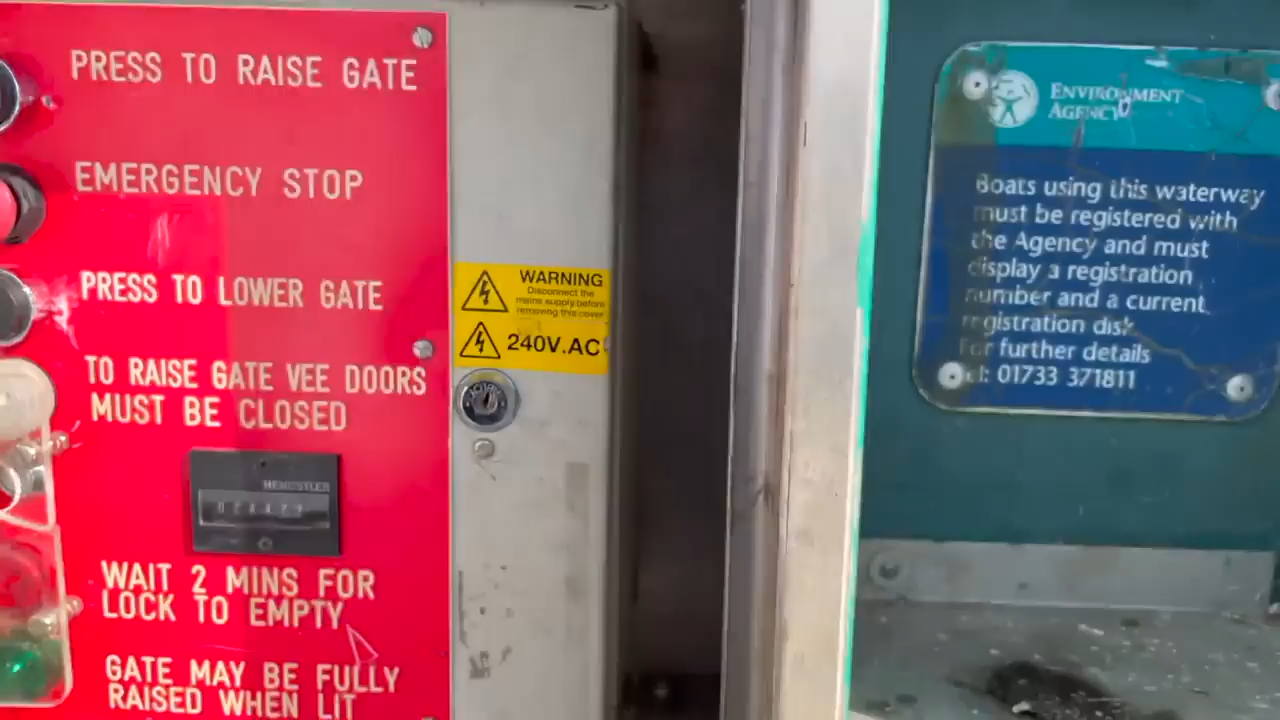 PRESS TO RAISE GATE
EMERGENCY STOP
PRESS TO LOWER GATE
TO RAISE GATE VEE DOORS
MUST BE CLOSED
HENGSTLER
WAIT 2 MINS FOR
LOCK TO EMPTY
GATE MAY BE FULLY
RAISED WHEN LIT
WARNING
Disconnect the
mains supply before
removing this cover
240V.AC
ENVIRONMENT
AGENCY
Boats using this waterway
must be registered with
the Agency and must
display a registration
number and a current
registration disk
For further details
Tel: 01733 371811